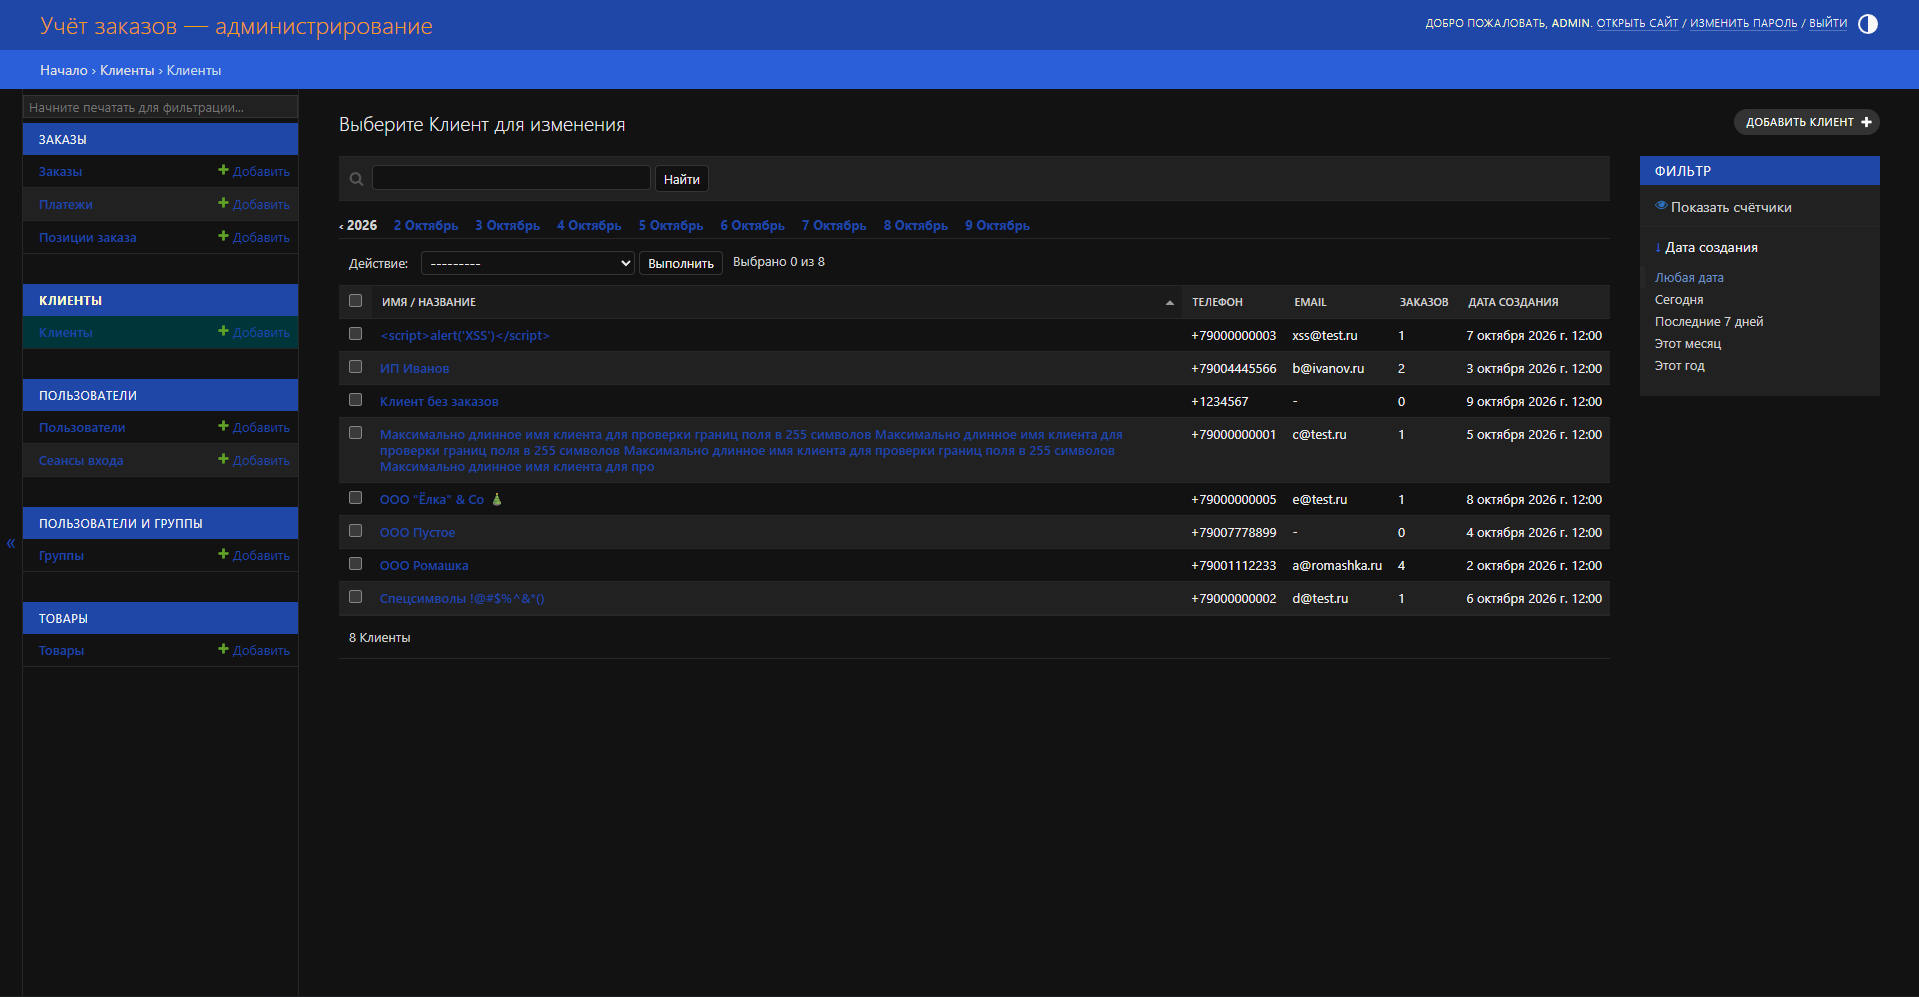 Учёт заказов — администрирование
ДОБРО ПОЖАЛОВАТЬ, ADMIN. ОТКРЫТЬ САЙТ / ИЗМЕНИТЬ ПАРОЛЬ / ВЫЙТИ
Начало › Клиенты › Клиенты
Начните печатать для фильтрации...
ЗАКАЗЫ
Заказы Добавить
Платежи Добавить
Позиции заказа Добавить
КЛИЕНТЫ
Клиенты Добавить
ПОЛЬЗОВАТЕЛИ
Пользователи Добавить
Сеансы входа Добавить
ПОЛЬЗОВАТЕЛИ И ГРУППЫ
Группы Добавить
ТОВАРЫ
Товары Добавить
«
Выберите Клиент для изменения
ДОБАВИТЬ КЛИЕНТ
Найти
‹ 2026 2 Октябрь 3 Октябрь 4 Октябрь 5 Октябрь 6 Октябрь 7 Октябрь 8 Октябрь 9 Октябрь
Действие: --------- Выполнить Выбрано 0 из 8
ИМЯ / НАЗВАНИЕ ТЕЛЕФОН EMAIL ЗАКАЗОВ ДАТА СОЗДАНИЯ
<script>alert('XSS')</script> +79000000003 xss@test.ru 1 7 октября 2026 г. 12:00
ИП Иванов +79004445566 b@ivanov.ru 2 3 октября 2026 г. 12:00
Клиент без заказов +1234567 - 0 9 октября 2026 г. 12:00
Максимально длинное имя клиента для проверки границ поля в 255 символов Максимально длинное имя клиента для +79000000001 c@test.ru 1 5 октября 2026 г. 12:00
проверки границ поля в 255 символов Максимально длинное имя клиента для проверки границ поля в 255 символов
Максимально длинное имя клиента для про
ООО "Ёлка" & Co 🎄 +79000000005 e@test.ru 1 8 октября 2026 г. 12:00
ООО Пустое +79007778899 - 0 4 октября 2026 г. 12:00
ООО Ромашка +79001112233 a@romashka.ru 4 2 октября 2026 г. 12:00
Спецсимволы !@#$%^&*() +79000000002 d@test.ru 1 6 октября 2026 г. 12:00
8 Клиенты
ФИЛЬТР
Показать счётчики
↓ Дата создания
Любая дата
Сегодня
Последние 7 дней
Этот месяц
Этот год